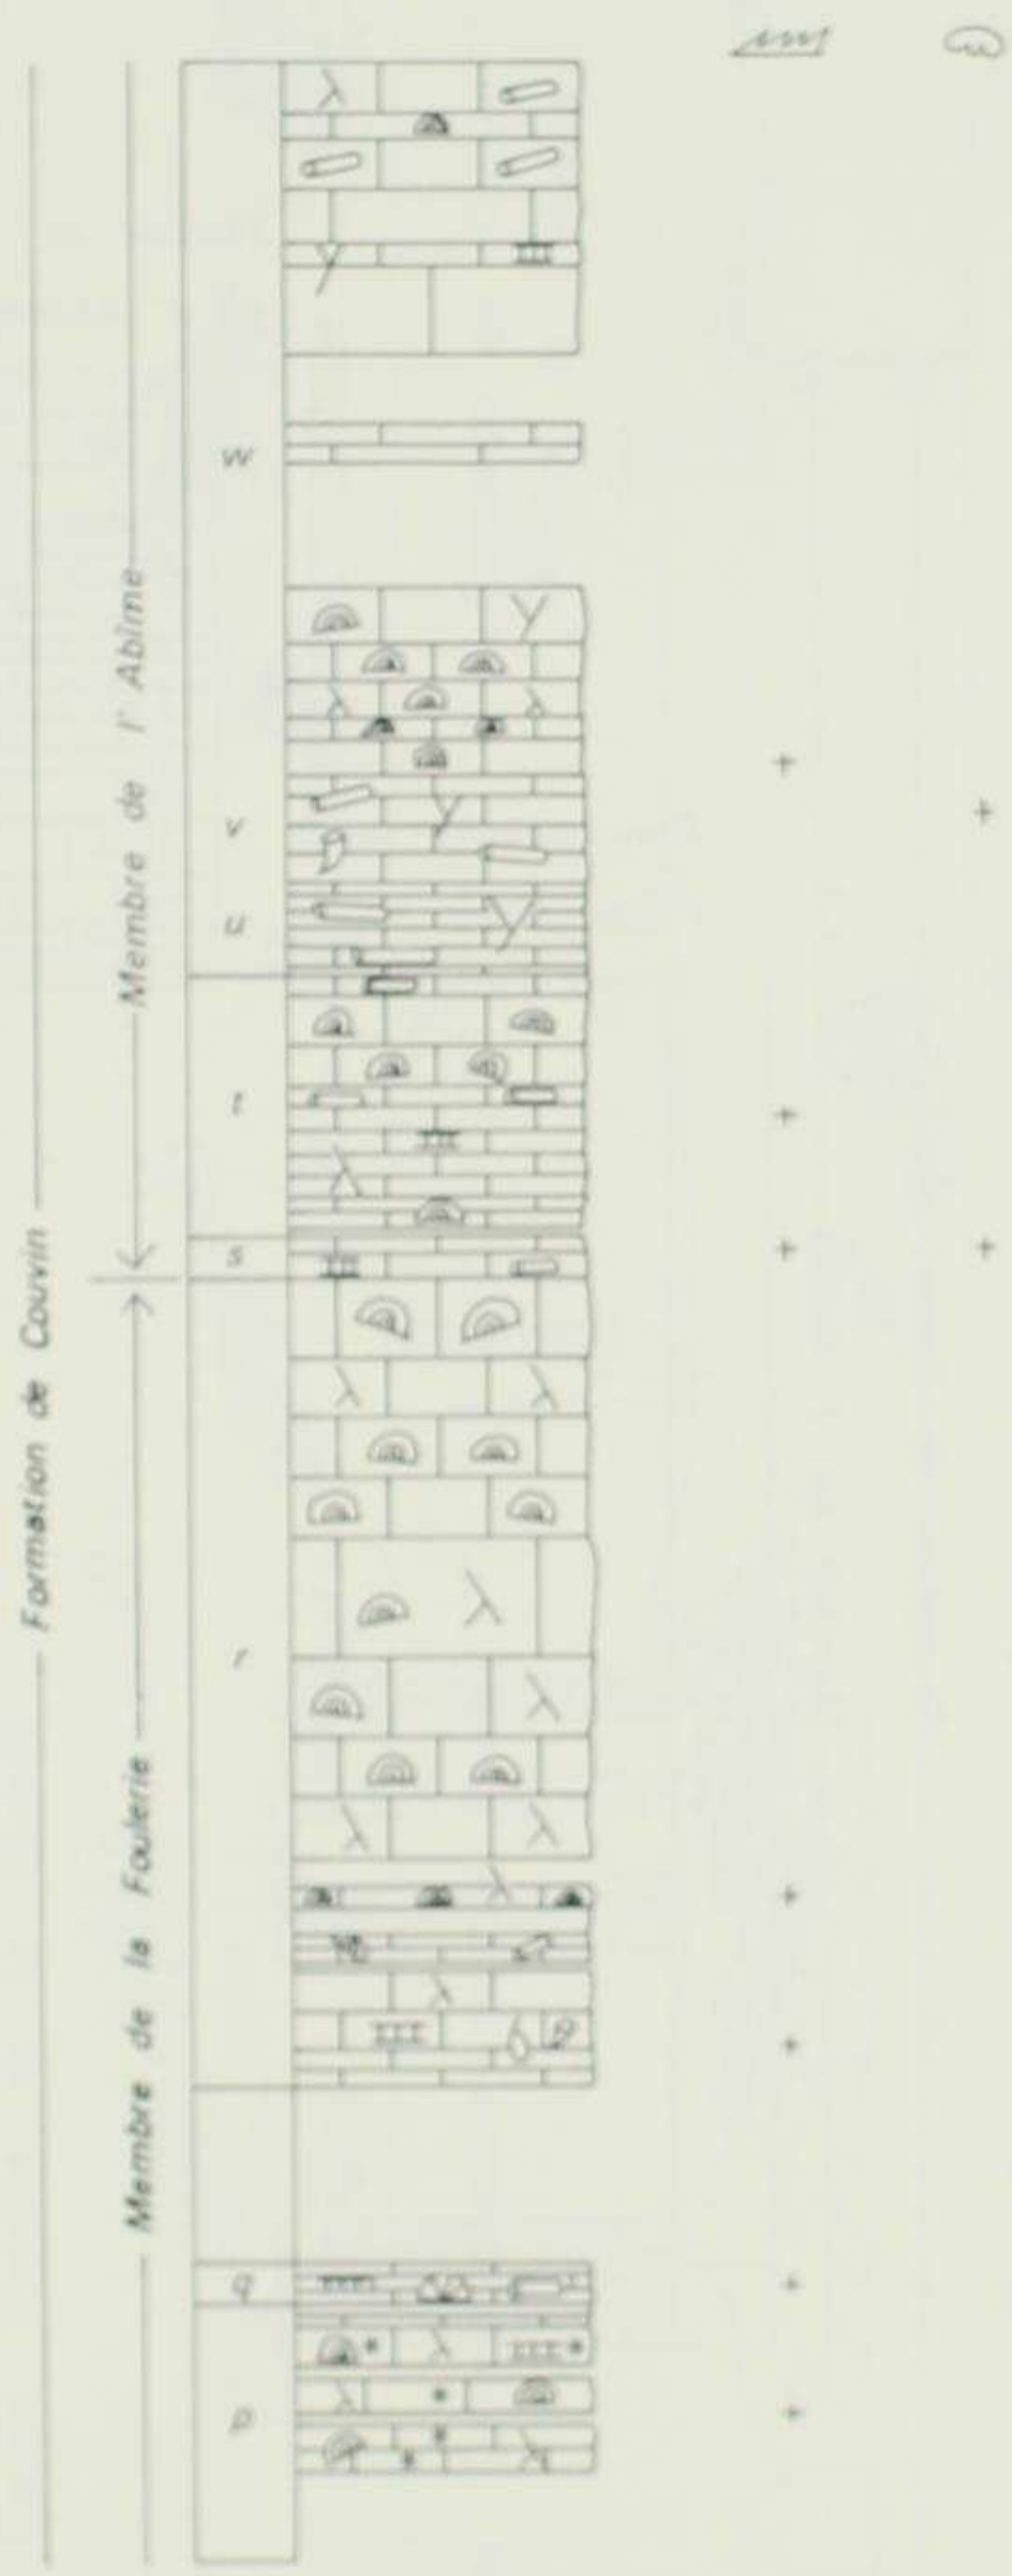 Formation de Couvin
Membre de l'Abîme
Membre de la Foulerie
w
v
u
t
s
r
q
p